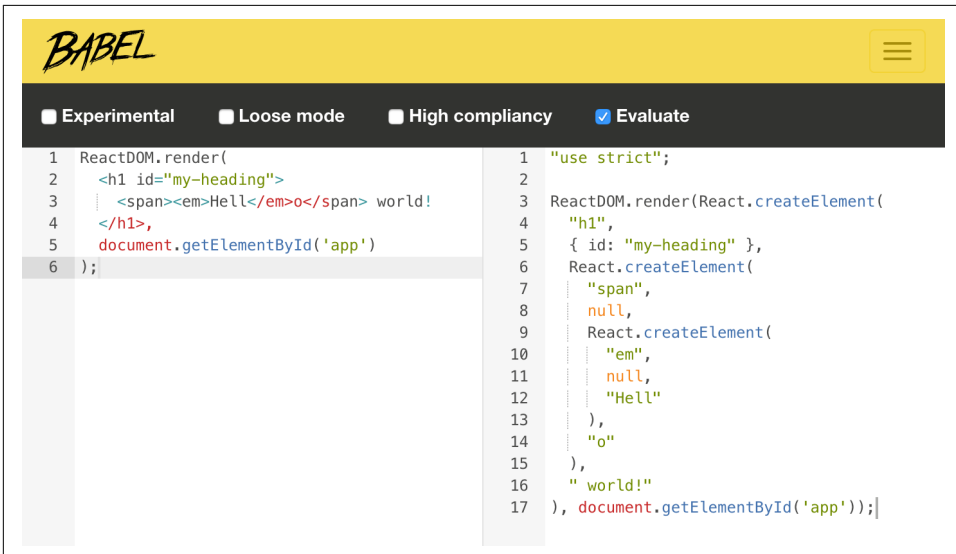 BABEL
Experimental Loose mode High compliancy Evaluate
1 ReactDOM.render(
2   <h1 id="my-heading">
3     <span><em>Hell</em>o</span> world!
4   </h1>,
5   document.getElementById('app')
6 );
1 "use strict";
2
3 ReactDOM.render(React.createElement(
4   "h1",
5   { id: "my-heading" },
6   React.createElement(
7     "span",
8     null,
9     React.createElement(
10       "em",
11       null,
12       "Hell"
13     ),
14     "o"
15   ),
16   " world!"
17 ), document.getElementById('app'));